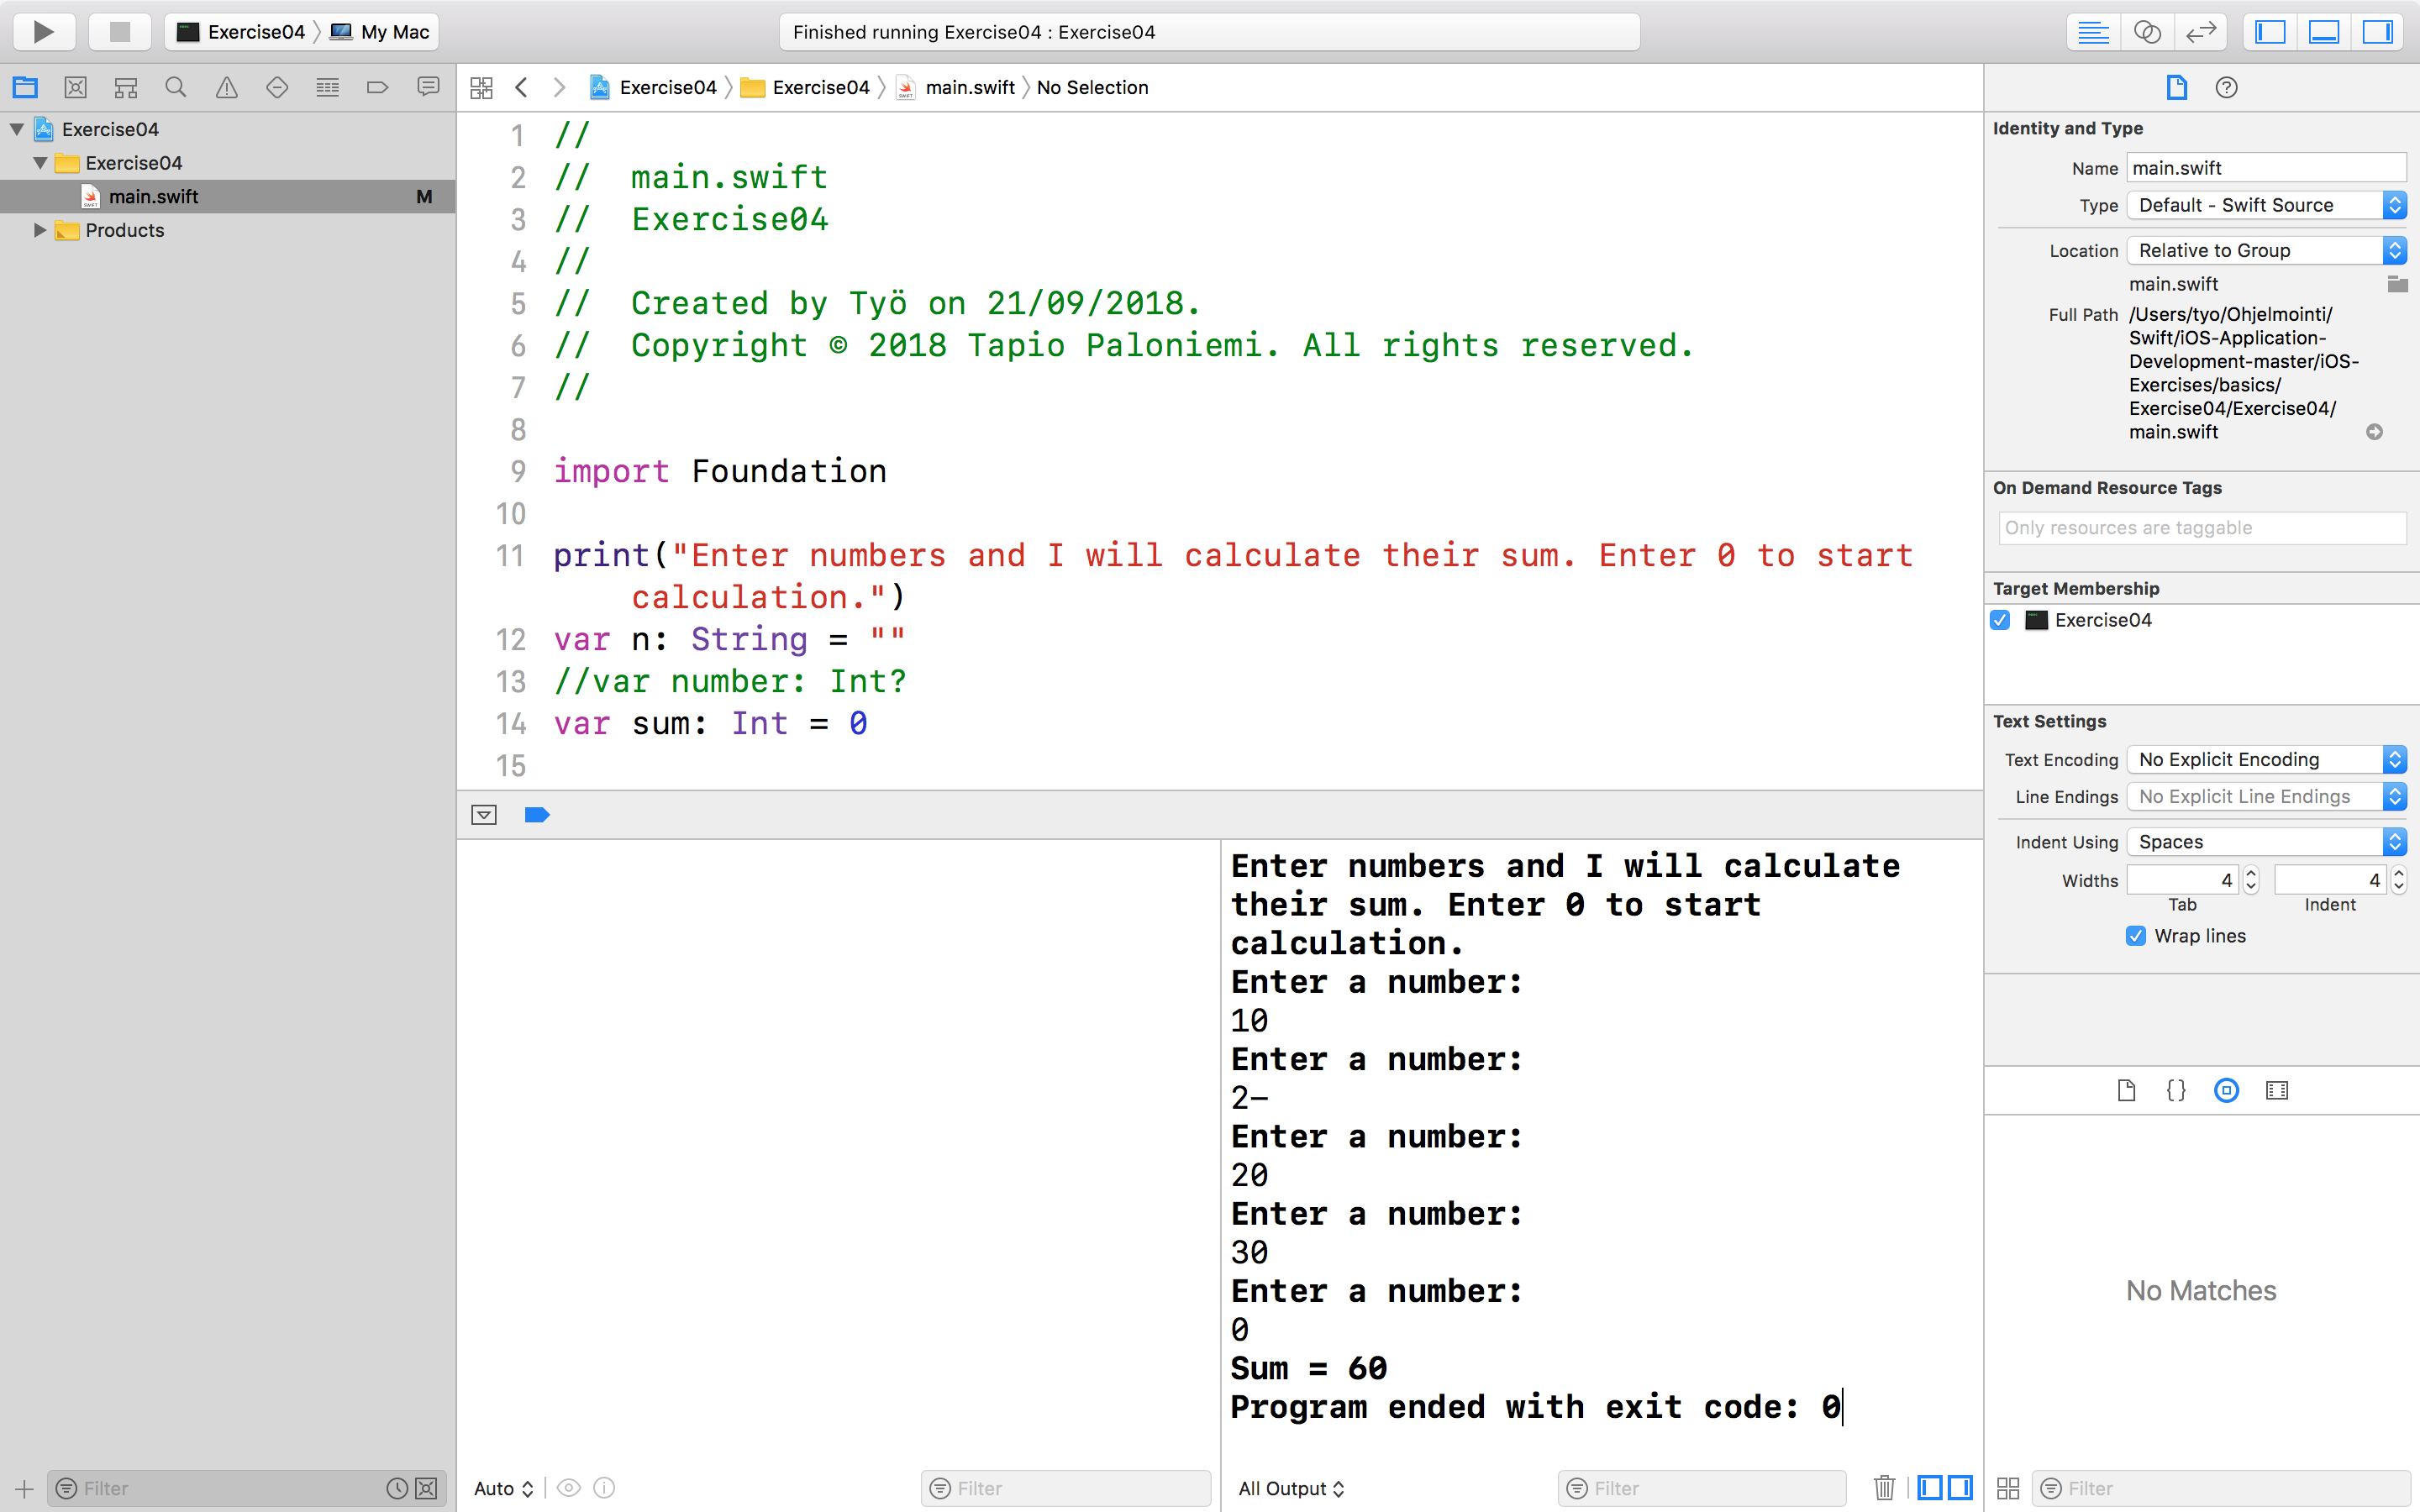 Exercise04 My Mac
Finished running Exercise04 : Exercise04
Exercise04
Exercise04
main.swift M
Products
Exercise04 Exercise04 main.swift No Selection
1 //
2 //  main.swift
3 //  Exercise04
4 //
5 //  Created by Työ on 21/09/2018.
6 //  Copyright © 2018 Tapio Paloniemi. All rights reserved.
7 //
8
9 import Foundation
10
11 print("Enter numbers and I will calculate their sum. Enter 0 to start
calculation.")
12 var n: String = ""
13 //var number: Int?
14 var sum: Int = 0
15
Enter numbers and I will calculate
their sum. Enter 0 to start
calculation.
Enter a number:
10
Enter a number:
2-
Enter a number:
20
Enter a number:
30
Enter a number:
0
Sum = 60
Program ended with exit code: 0
Identity and Type
Name main.swift
Type Default - Swift Source
Location Relative to Group
main.swift
Full Path /Users/tyo/Ohjelmointi/
Swift/iOS-Application-
Development-master/iOS-
Exercises/basics/
Exercise04/Exercise04/
main.swift
On Demand Resource Tags
Only resources are taggable
Target Membership
Exercise04
Text Settings
Text Encoding No Explicit Encoding
Line Endings No Explicit Line Endings
Indent Using Spaces
Widths 4 4
Tab Indent
Wrap lines
{}
No Matches
Filter
Auto
Filter
All Output
Filter
Filter